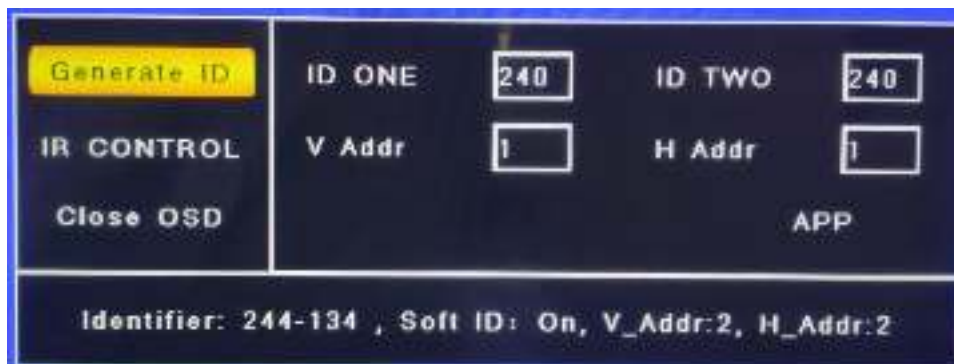 Generate ID ID ONE 240 ID TWO 240
IR CONTROL V Addr 1 H Addr 1
Close OSD APP
Identifier: 244-134 , Soft ID: On, V_Addr:2, H_Addr:2